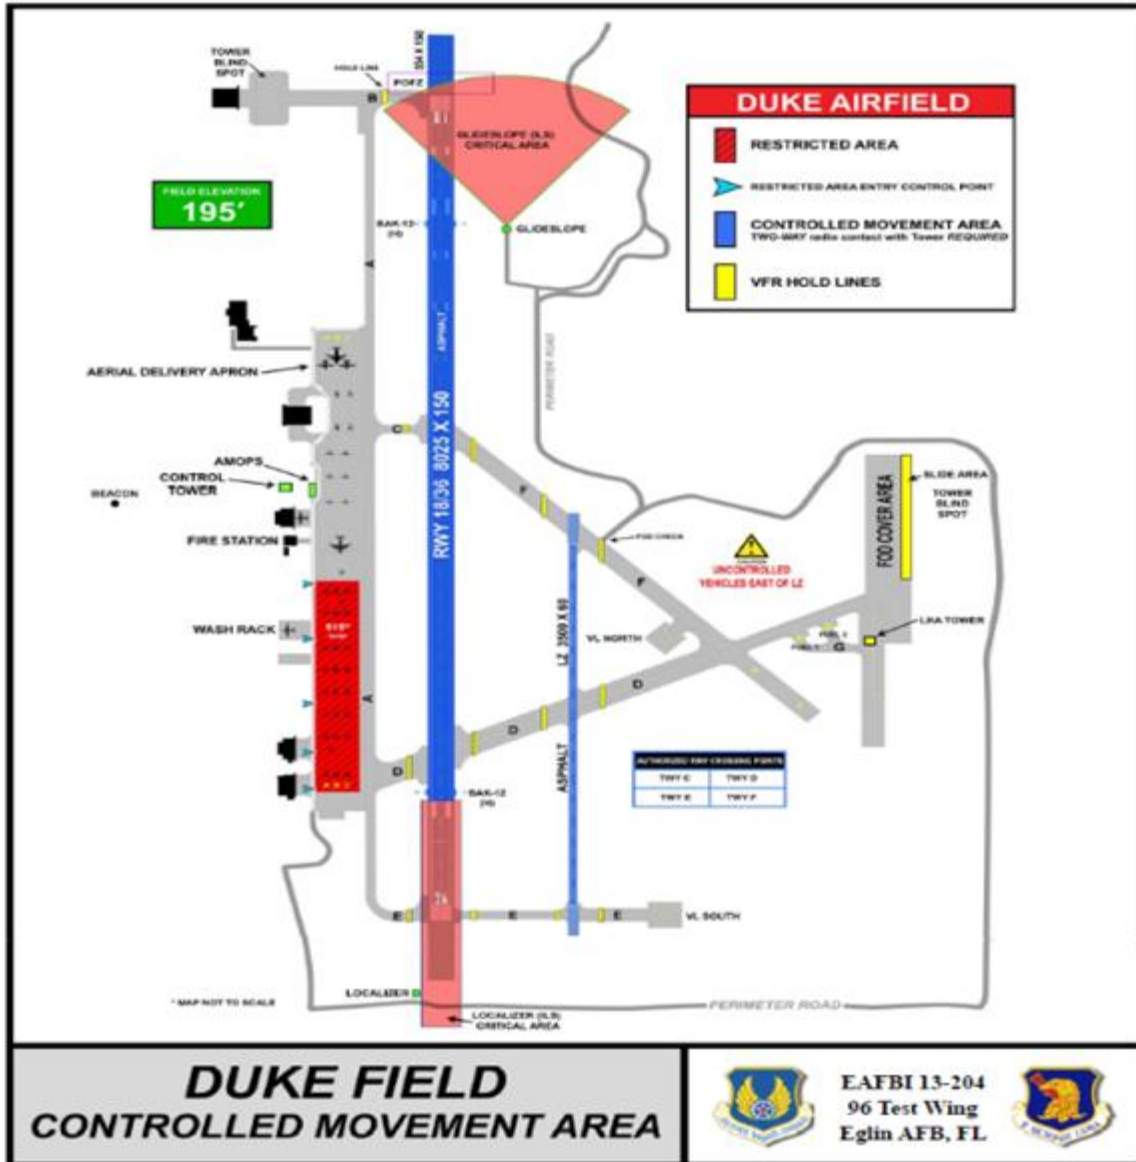 TOWER
BLIND
SPOT
HOLD LINE
POFZ
B
GLIDESLOPE (ILS)
CRITICAL AREA
DUKE AIRFIELD
RESTRICTED AREA
RESTRICTED AREA ENTRY CONTROL POINT
CONTROLLED MOVEMENT AREA
TWO-WAY radio contact with Tower REQUIRED
VFR HOLD LINES
FIELD ELEVATION
195'
BAK-12
GLIDESLOPE
A
ASPHALT
PERIMETER ROAD
AERIAL DELIVERY APRON
RWY 18/36 8025 X 150
C
AMOPS
CONTROL
TOWER
BEACON
FIRE STATION
F
FOD CHECK
FOD COVER AREA
SLIDE AREA
TOWER
BLIND
SPOT
UNCONTROLLED
VEHICLES EAST OF LZ
F
WASH RACK
LZ 3500 X 60
VL NORTH
LHA TOWER
G
A
D
D
D
ASPHALT
AUTHORIZED RWY CROSSING POINTS
TWY C TWY D
TWY E TWY F
BAK-12
E
E
E
VL SOUTH
LOCALIZER
* MAP NOT TO SCALE
PERIMETER ROAD
LOCALIZER (ILS)
CRITICAL AREA
DUKE FIELD
CONTROLLED MOVEMENT AREA
EAFBI 13-204
96 Test Wing
Eglin AFB, FL